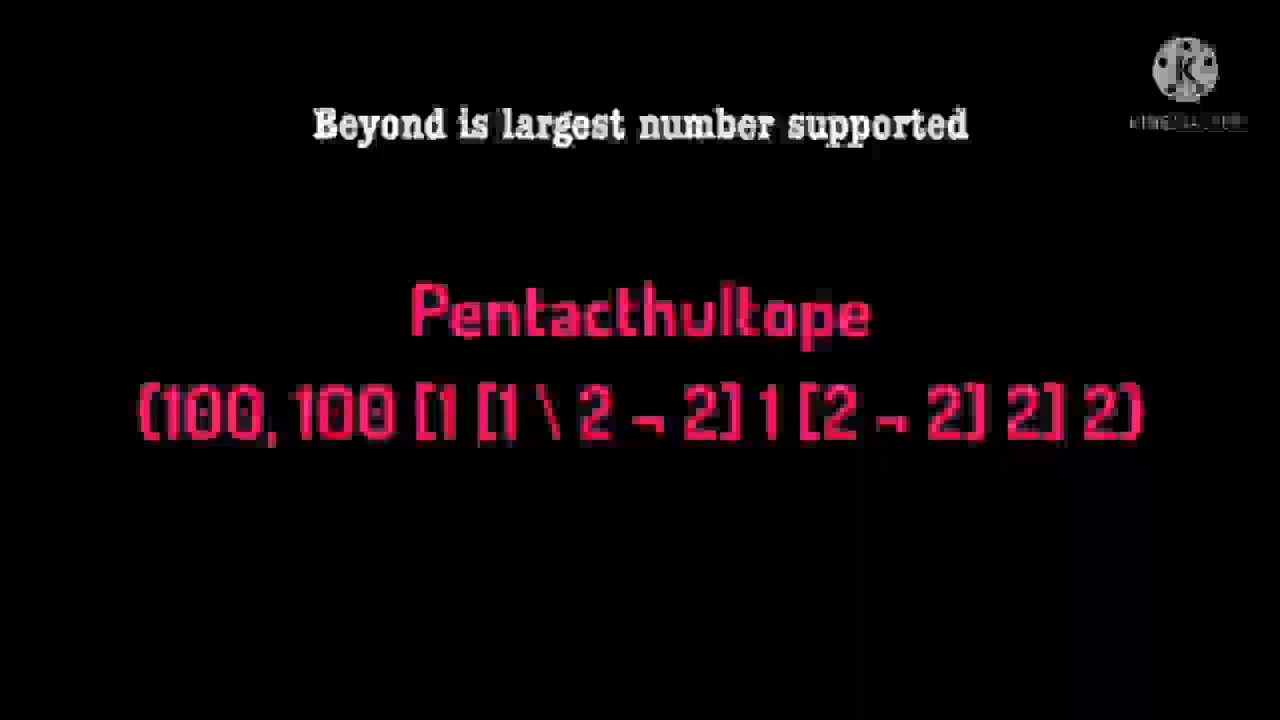 K
Beyond is largest number supported
Pentacthultope
(100, 100 [1 [1 \ 2 ¬ 2] 1 [2 ¬ 2] 2] 2)